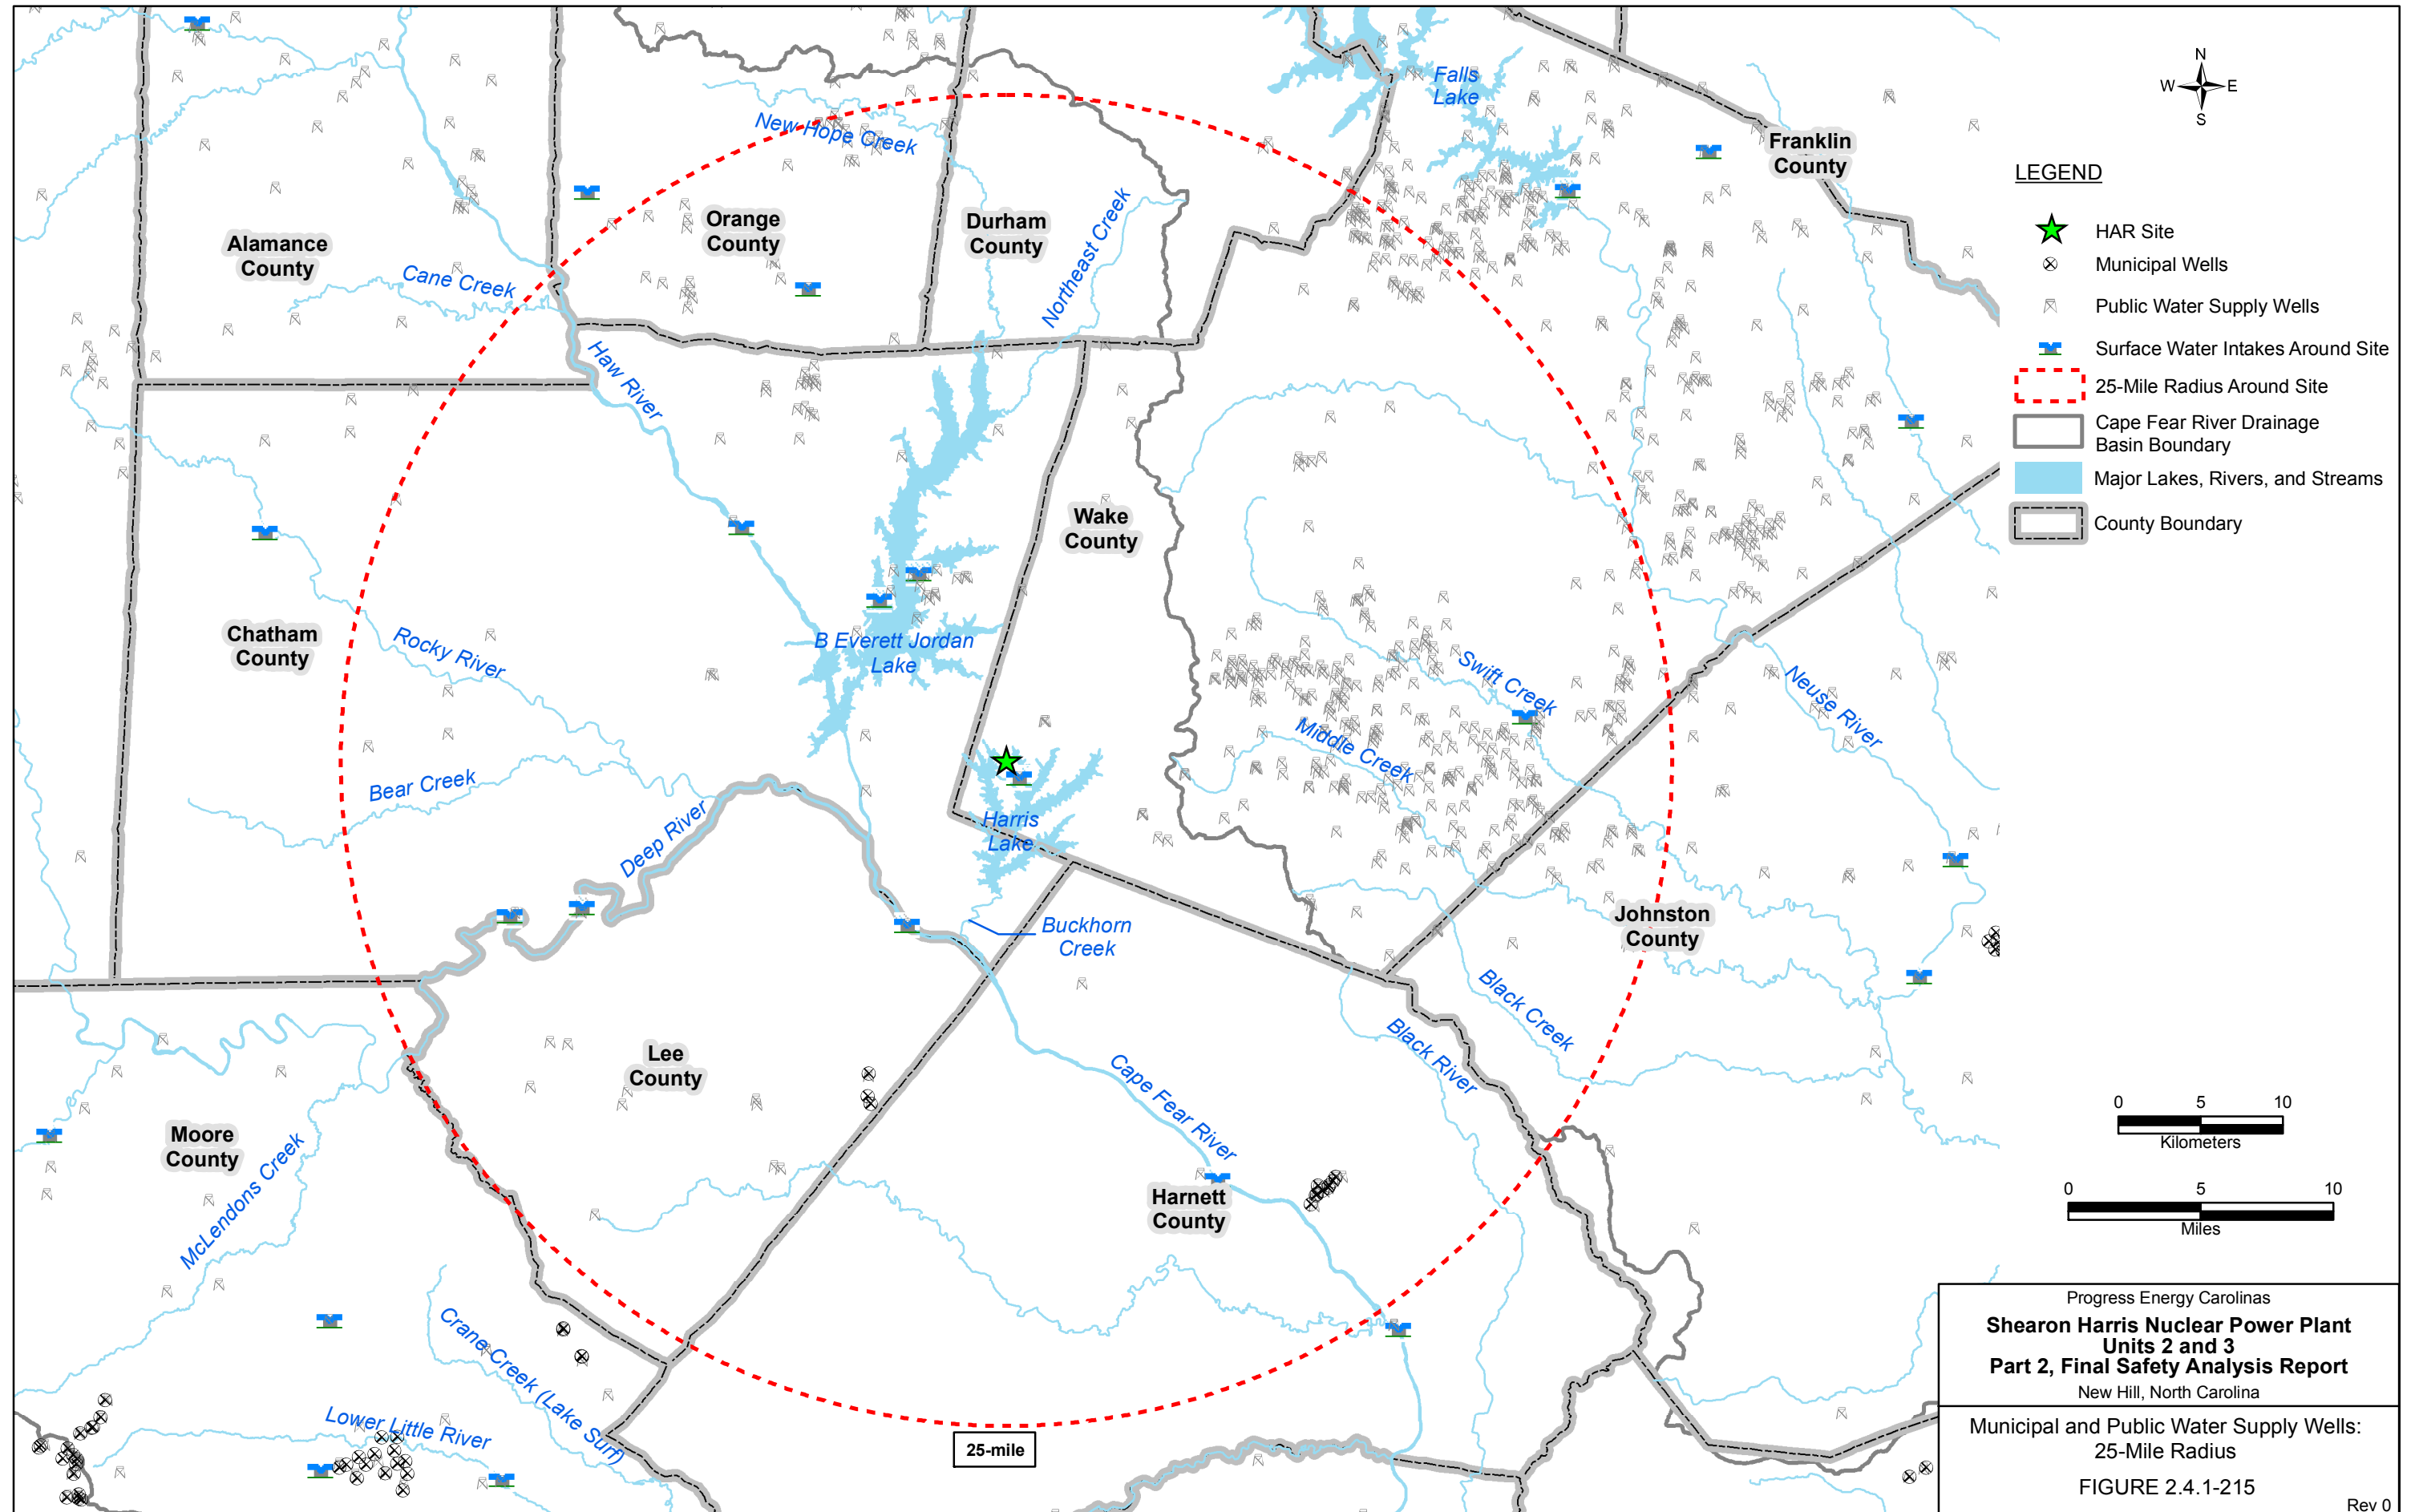 Falls
Lake
N
W
E
S
New Hope Creek
Franklin
County
LEGEND
HAR Site
Municipal Wells
Public Water Supply Wells
Surface Water Intakes Around Site
25-Mile Radius Around Site
Cape Fear River Drainage
Basin Boundary
Major Lakes, Rivers, and Streams
County Boundary
Orange
County
Durham
County
Alamance
County
Cane Creek
Northeast Creek
Haw River
Wake
County
Chatham
County
Rocky River
B Everett Jordan
Lake
Swift Creek
Neuse River
Middle Creek
Bear Creek
Deep River
Harris
Lake
Buckhorn
Creek
Johnston
County
Black Creek
Black River
Lee
County
Cape Fear River
Moore
County
McLendons Creek
Harnett
County
Crane Creek (Lake Surf)
Lower Little River
25-mile
0 5 10
Kilometers
0 5 10
Miles
Progress Energy Carolinas
Shearon Harris Nuclear Power Plant
Units 2 and 3
Part 2, Final Safety Analysis Report
New Hill, North Carolina
Municipal and Public Water Supply Wells:
25-Mile Radius
FIGURE 2.4.1-215
Rev 0